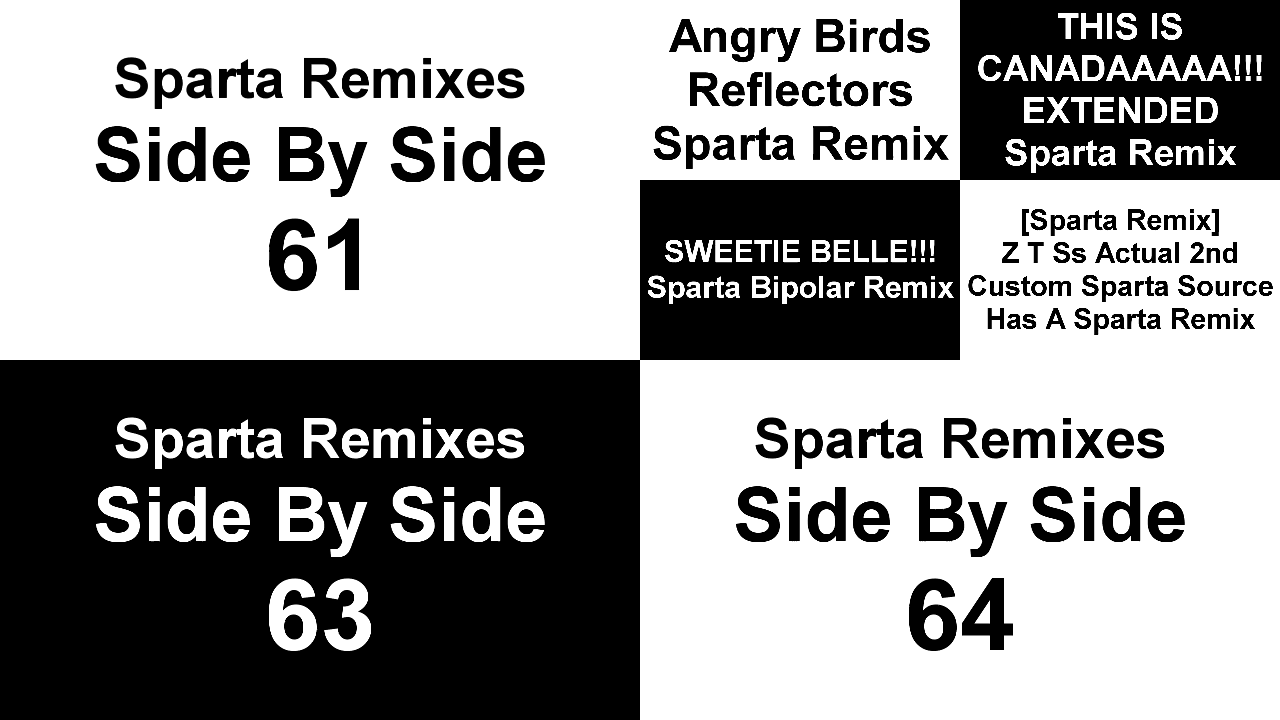 Sparta Remixes
Side By Side
61
Angry Birds
Reflectors
Sparta Remix
THIS IS
CANADAAAAA!!!
EXTENDED
Sparta Remix
SWEETIE BELLE!!!
Sparta Bipolar Remix
[Sparta Remix]
Z T Ss Actual 2nd
Custom Sparta Source
Has A Sparta Remix
Sparta Remixes
Side By Side
63
Sparta Remixes
Side By Side
64